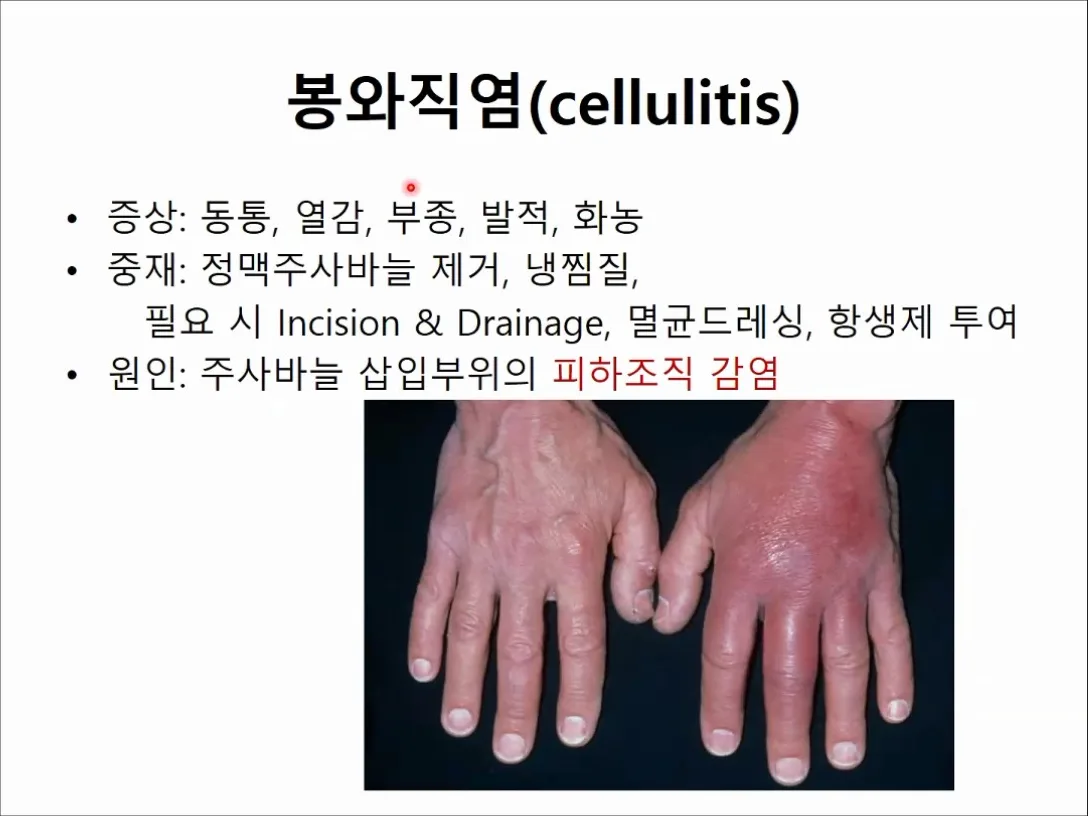 봉와직염(cellulitis)
• 증상: 동통, 열감, 부종, 발적, 화농
• 중재: 정맥주사바늘 제거, 냉찜질,
필요 시 Incision & Drainage, 멸균드레싱, 항생제 투여
• 원인: 주사바늘 삽입부위의 피하조직 감염